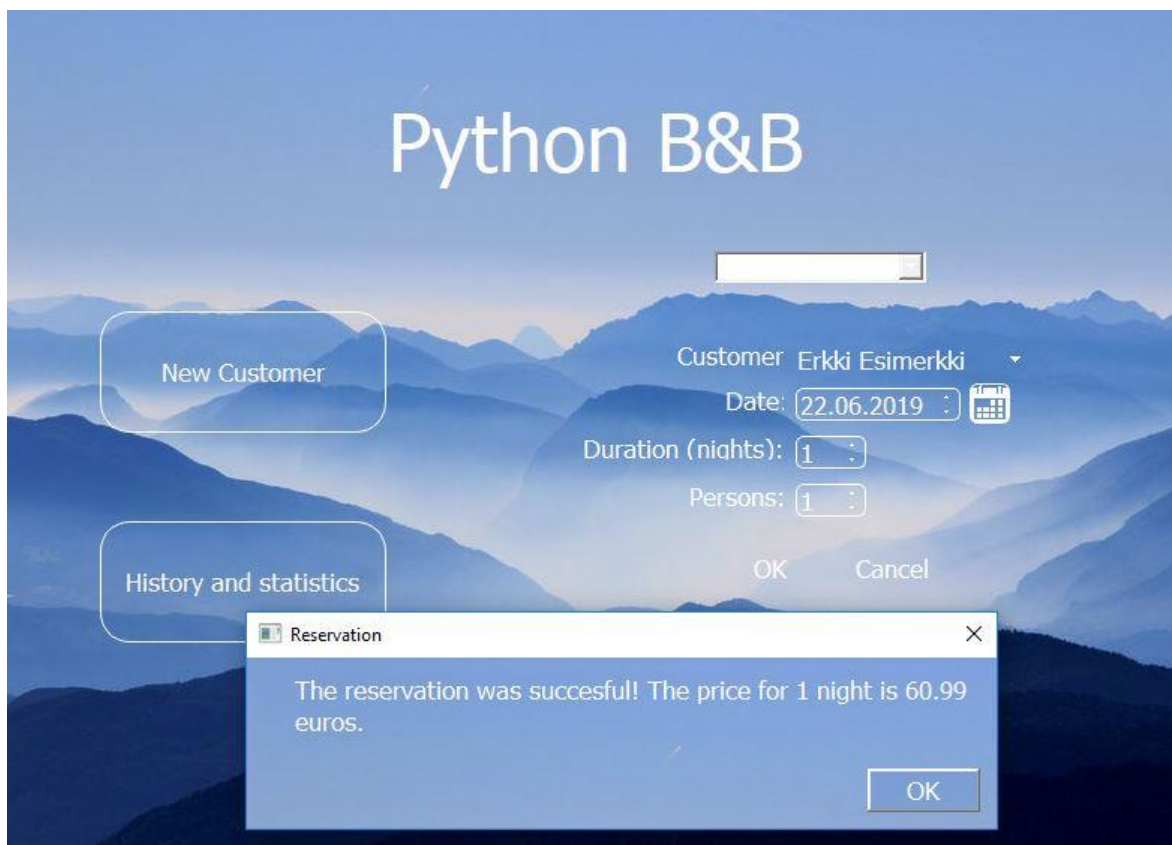 Python B&B
New Customer
Customer Erkki Esimerkki
Date: 22.06.2019
Duration (nights): 1
Persons: 1
OK Cancel
History and statistics
Reservation
The reservation was succesful! The price for 1 night is 60.99
euros.
OK